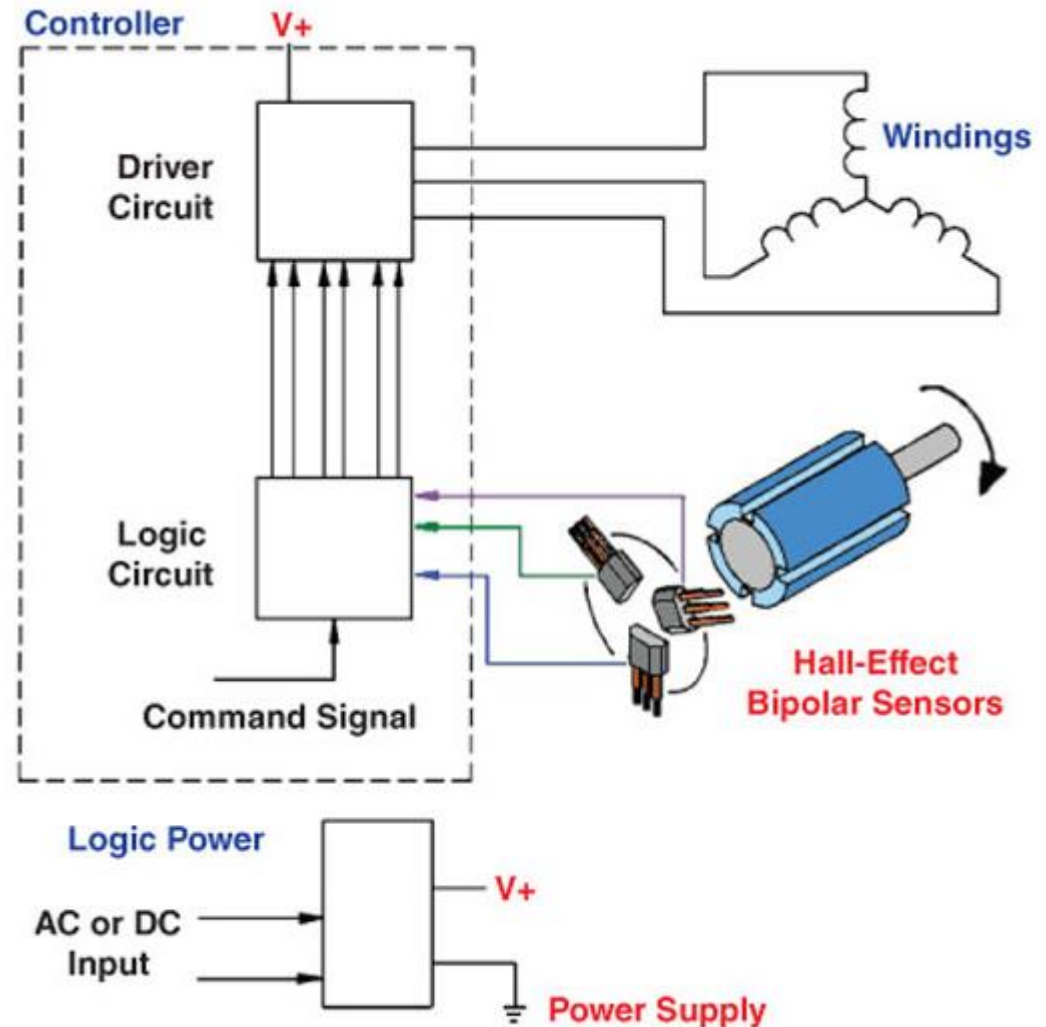 Controller
V+
Driver
Circuit
Windings
Logic
Circuit
Command Signal
Hall-Effect
Bipolar Sensors
Logic Power
V+
AC or DC
Input
Power Supply